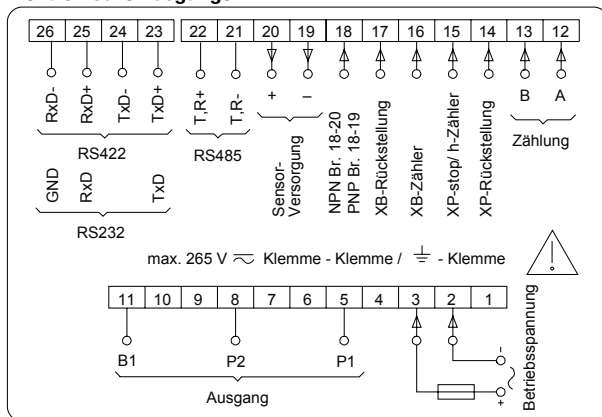 26 25 24 23 22 21 20 19 18 17 16 15 14 13 12
RxD- RxD+ TxD- TxD+ T,R+ T,R- + – NPN Br. 18-20 PNP Br. 18-19 XB-Rückstellung XB-Zähler XP-stop/ h-Zähler XP-Rückstellung B A
RS422 RS485 Sensor-Versorgung Zählung
GND RxD TxD
RS232
max. 265 V Klemme - Klemme / - Klemme
11 10 9 8 7 6 5 4 3 2 1
B1 P2 P1
Ausgang
- +
Betriebsspannung